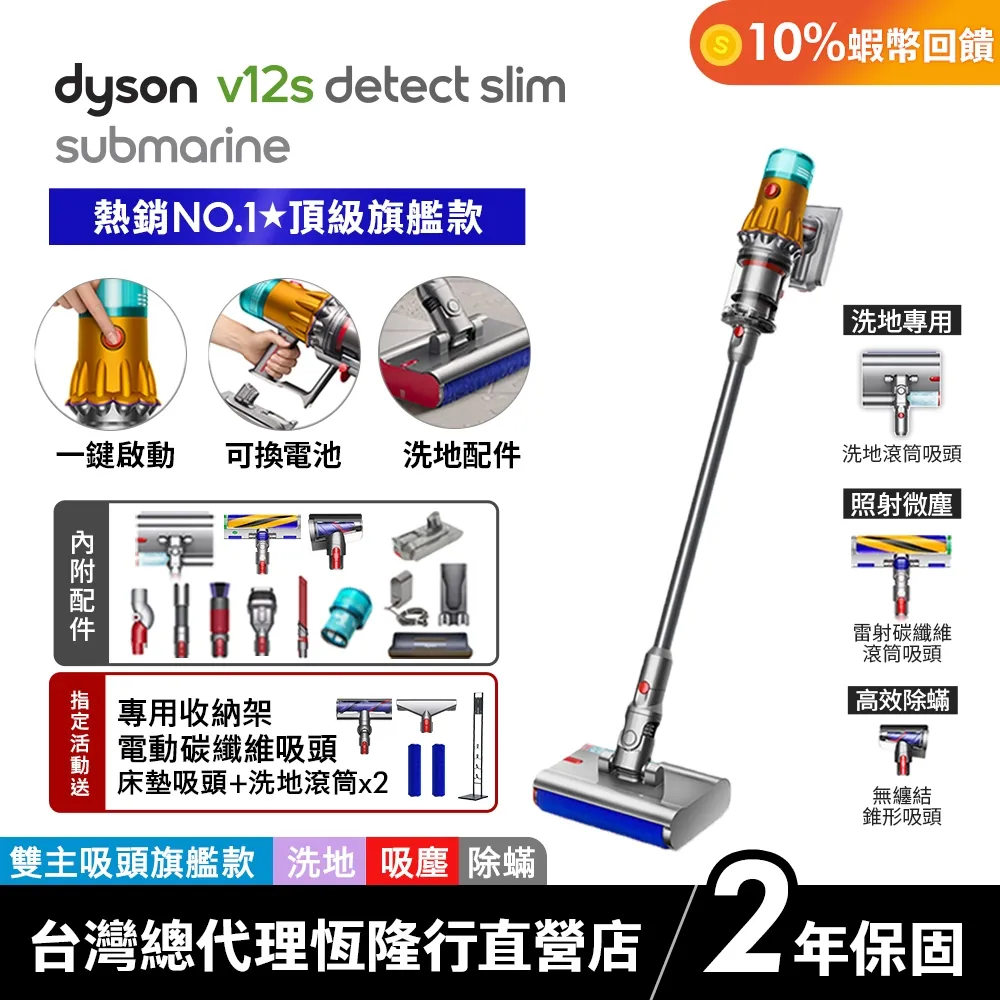 S 10%蝦幣回饋
dyson v12s detect slim
submarine
熱銷NO.1★頂級旗艦款
一鍵啟動
可換電池
洗地配件
洗地專用
洗地滾筒吸頭
照射微塵
雷射碳纖維
滾筒吸頭
高效除蟎
無纏結
錐形吸頭
內附配件
指定活動送
專用收納架
電動碳纖維吸頭
床墊吸頭+洗地滾筒x2
雙主吸頭旗艦款
洗地
吸塵
除蟎
台灣總代理恆隆行直營店
2年保固